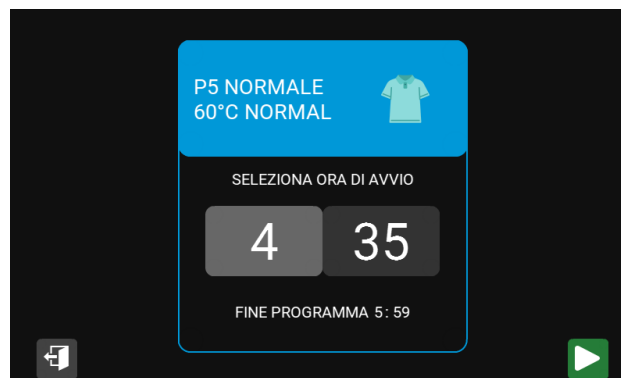 P5 NORMALE
60°C NORMAL
SELEZIONA ORA DI AVVIO
4 35
FINE PROGRAMMA 5:59